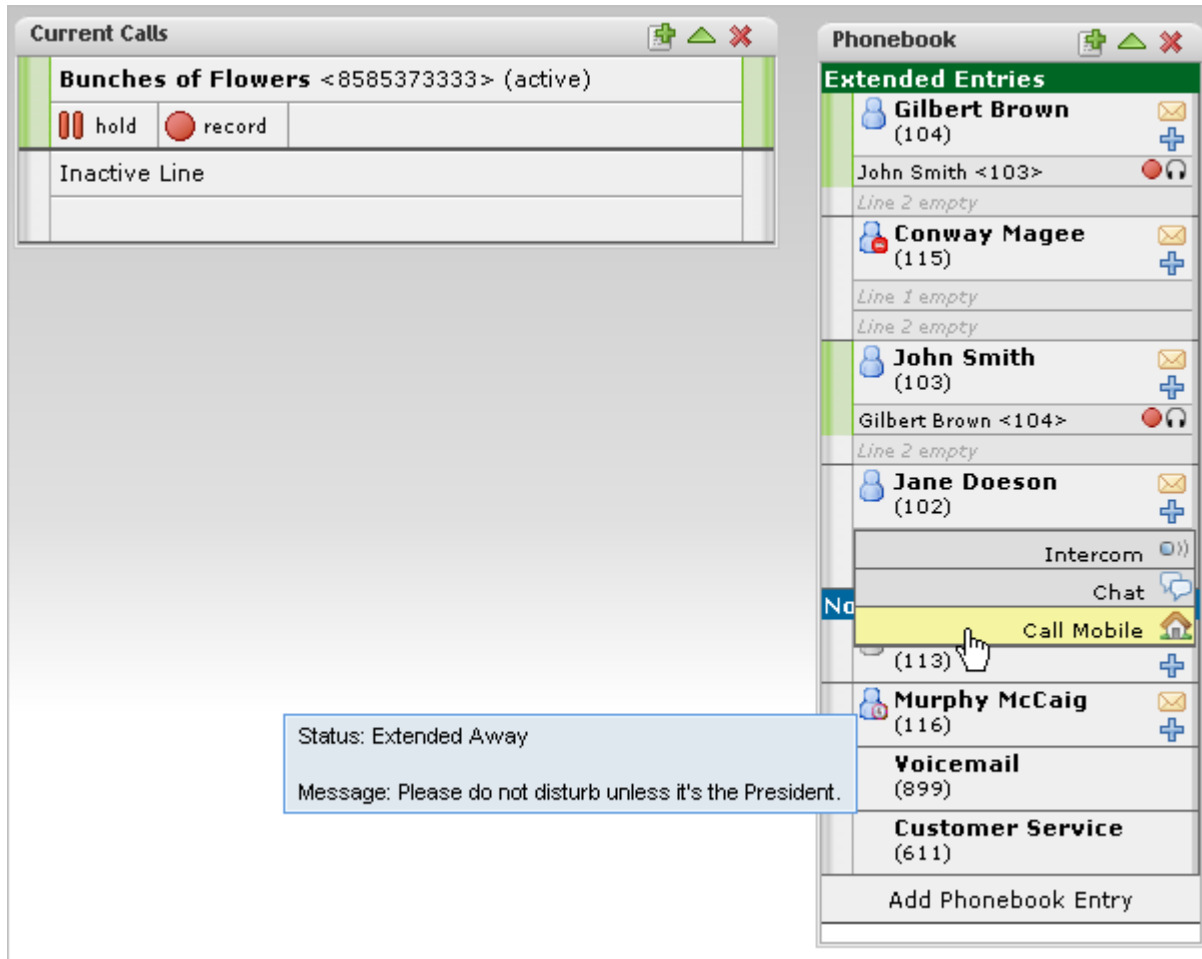 Current Calls
Bunches of Flowers <8585373333> (active)
hold record
Inactive Line
Phonebook
Extended Entries
Gilbert Brown
(104)
John Smith <103>
Line 2 empty
Conway Magee
(115)
Line 1 empty
Line 2 empty
John Smith
(103)
Gilbert Brown <104>
Line 2 empty
Jane Doeson
(102)
Intercom
Chat
Call Mobile
(113)
Murphy McCaig
(116)
Voicemail
(899)
Customer Service
(611)
Add Phonebook Entry
Status: Extended Away
Message: Please do not disturb unless it's the President.